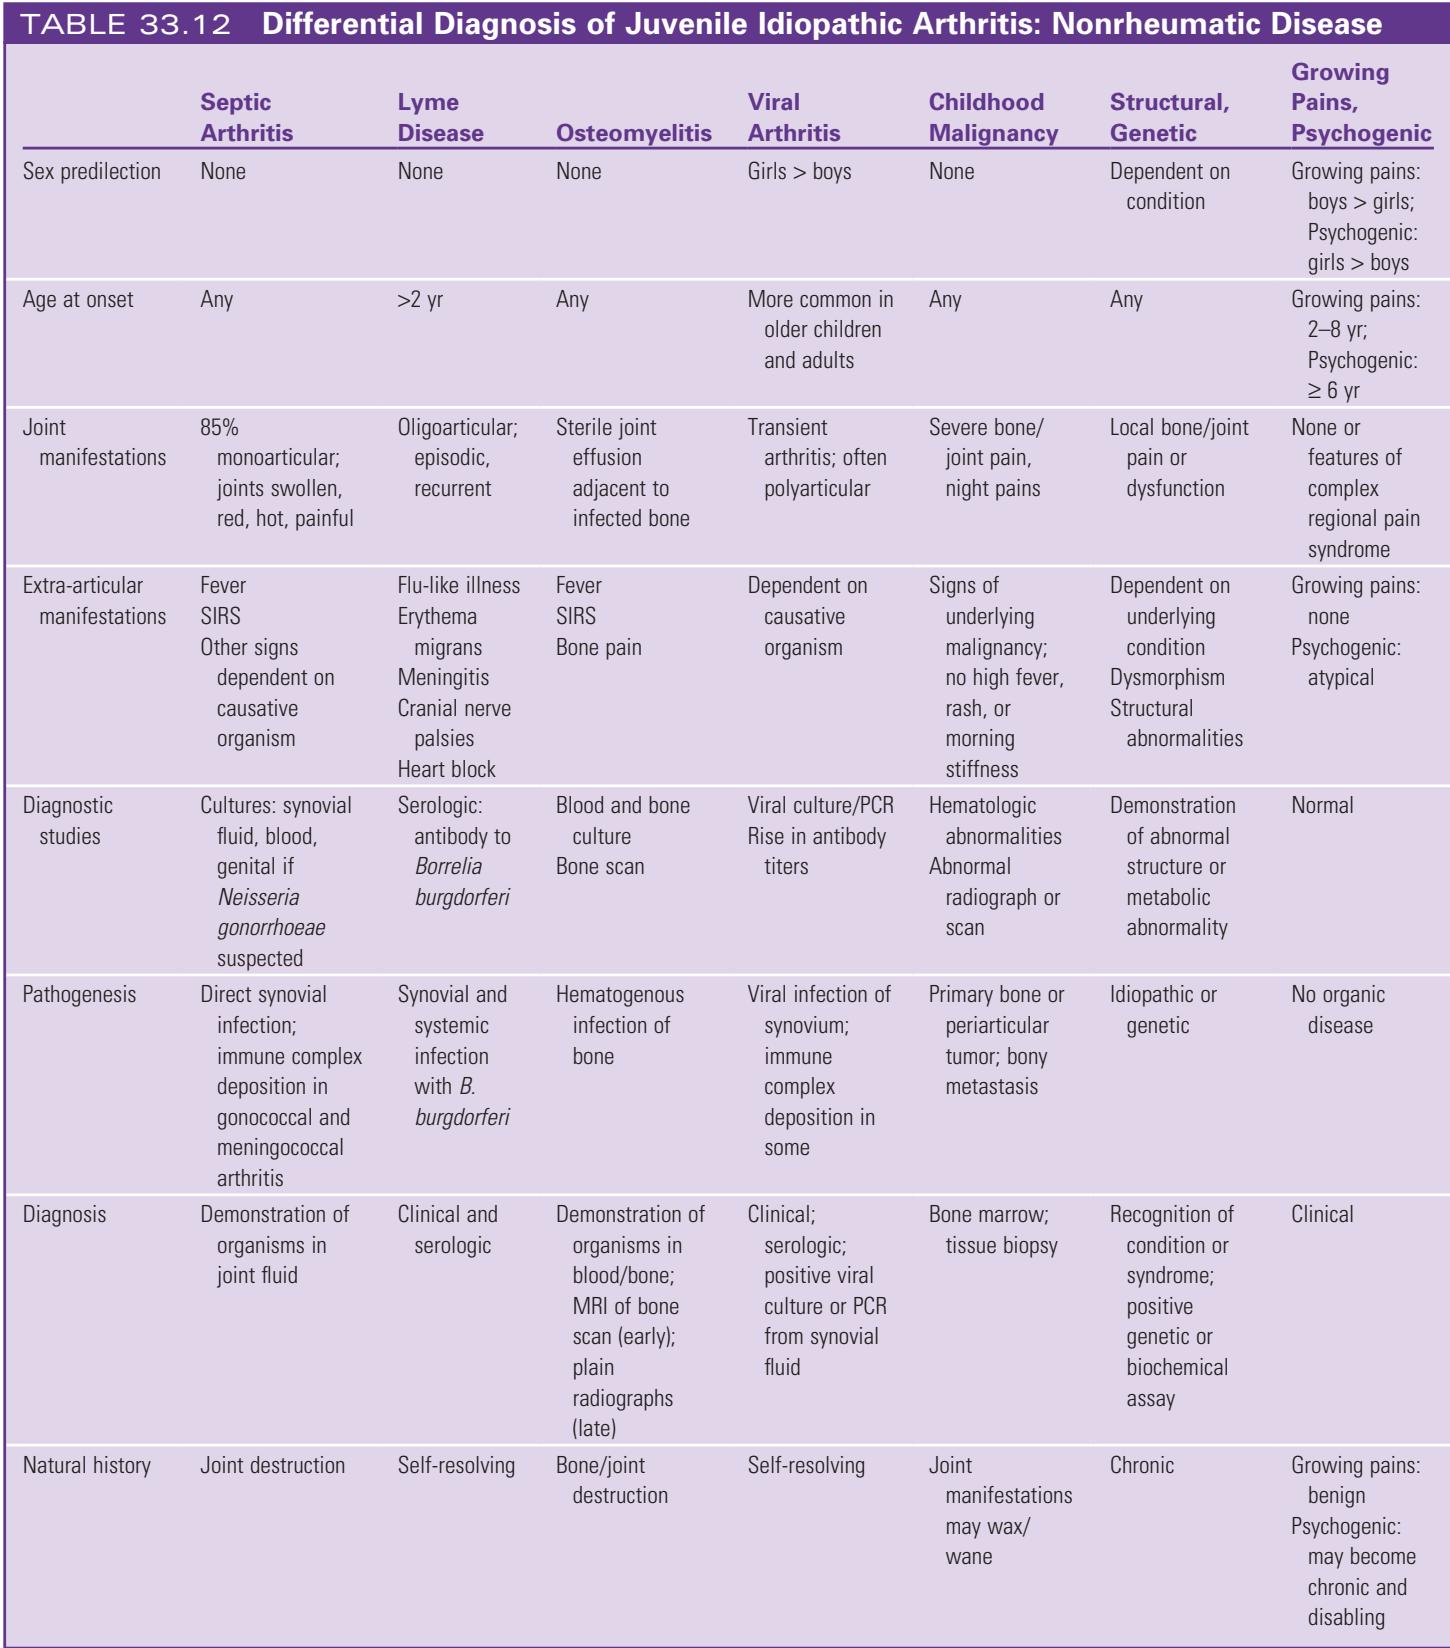 TABLE 33.12 Differential Diagnosis of Juvenile Idiopathic Arthritis: Nonrheumatic Disease
Septic Arthritis
Lyme Disease
Osteomyelitis
Viral Arthritis
Childhood Malignancy
Structural, Genetic
Growing Pains, Psychogenic
Sex predilection
None
None
None
Girls > boys
None
Dependent on
condition
Growing pains:
boys > girls;
Psychogenic:
girls > boys
Age at onset
Any
>2 yr
Any
More common in
older children
and adults
Any
Any
Growing pains:
2–8 yr;
Psychogenic:
≥ 6 yr
Joint
manifestations
85%
monoarticular;
joints swollen,
red, hot, painful
Oligoarticular;
episodic,
recurrent
Sterile joint
effusion
adjacent to
infected bone
Transient
arthritis; often
polyarticular
Severe bone/
joint pain,
night pains
Local bone/joint
pain or
dysfunction
None or
features of
complex
regional pain
syndrome
Extra-articular
manifestations
Fever
SIRS
Other signs
dependent on
causative
organism
Flu-like illness
Erythema
migrans
Meningitis
Cranial nerve
palsies
Heart block
Fever
SIRS
Bone pain
Dependent on
causative
organism
Signs of
underlying
malignancy;
no high fever,
rash, or
morning
stiffness
Dependent on
underlying
condition
Dysmorphism
Structural
abnormalities
Growing pains:
none
Psychogenic:
atypical
Diagnostic
studies
Cultures: synovial
fluid, blood,
genital if
Neisseria
gonorrhoeae
suspected
Serologic:
antibody to
Borrelia
burgdorferi
Blood and bone
culture
Bone scan
Viral culture/PCR
Rise in antibody
titers
Hematologic
abnormalities
Abnormal
radiograph or
scan
Demonstration
of abnormal
structure or
metabolic
abnormality
Normal
Pathogenesis
Direct synovial
infection;
immune complex
deposition in
gonococcal and
meningococcal
arthritis
Synovial and
systemic
infection
with B.
burgdorferi
Hematogenous
infection of
bone
Viral infection of
synovium;
immune
complex
deposition in
some
Primary bone or
periarticular
tumor; bony
metastasis
Idiopathic or
genetic
No organic
disease
Diagnosis
Demonstration of
organisms in
joint fluid
Clinical and
serologic
Demonstration of
organisms in
blood/bone;
MRI of bone
scan (early);
plain
radiographs
(late)
Clinical;
serologic;
positive viral
culture or PCR
from synovial
fluid
Bone marrow;
tissue biopsy
Recognition of
condition or
syndrome;
positive
genetic or
biochemical
assay
Clinical
Natural history
Joint destruction
Self-resolving
Bone/joint
destruction
Self-resolving
Joint
manifestations
may wax/
wane
Chronic
Growing pains:
benign
Psychogenic:
may become
chronic and
disabling